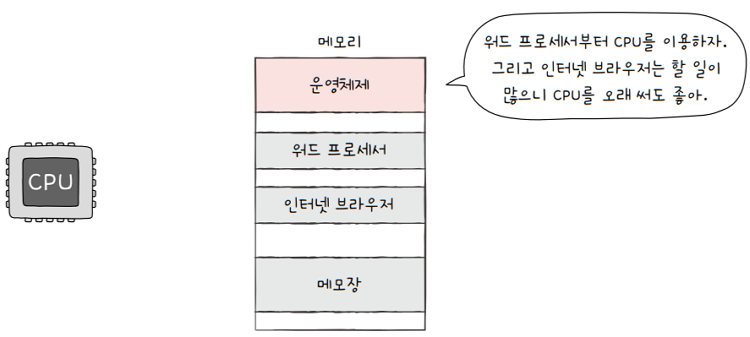 메모리
워드 프로세서부터 CPU를 이용하자.
그리고 인터넷 브라우저는 할 일이
많으니 CPU를 오래 써도 좋아.
운영체제
워드 프로세서
CPU
인터넷 브라우저
메모장